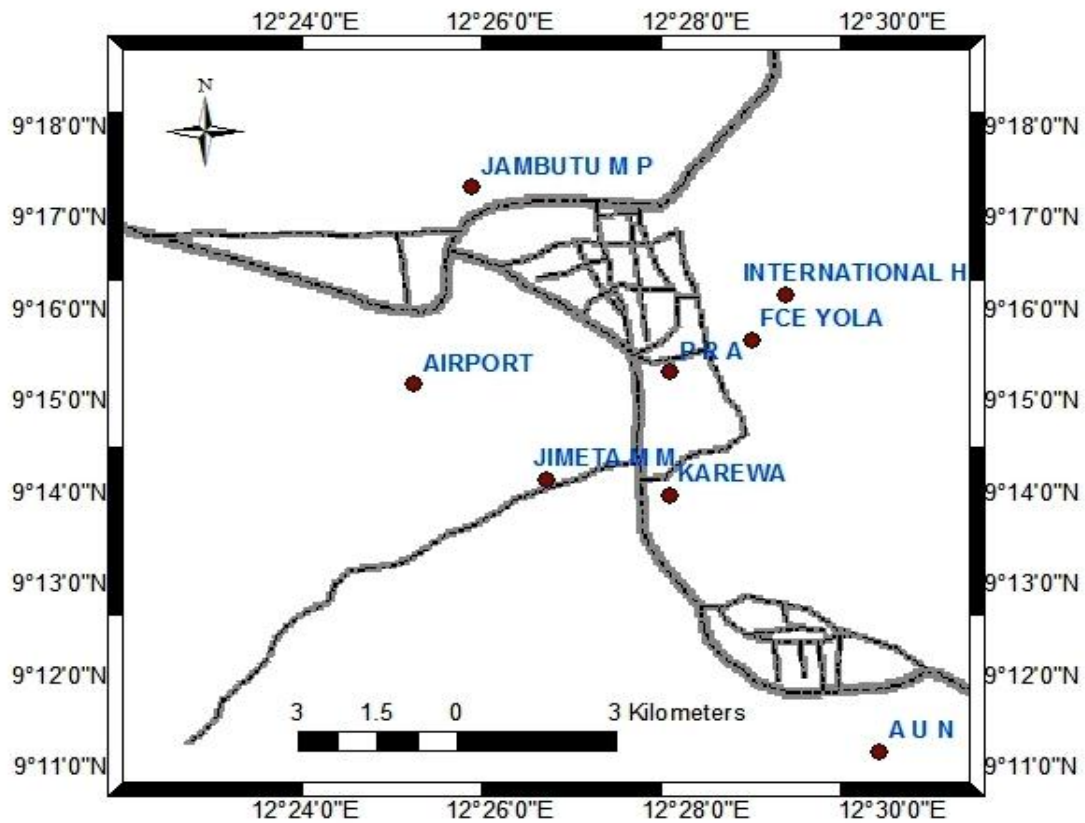 12°24'0"E 12°26'0"E 12°28'0"E 12°30'0"E
N
9°18'0"N 9°18'0"N
JAMBUTU M P
9°17'0"N 9°17'0"N
INTERNATIONAL H
9°16'0"N 9°16'0"N
FCE YOLA
P R A
AIRPORT
9°15'0"N 9°15'0"N
JIMETA M M
KAREWA
9°14'0"N 9°14'0"N
9°13'0"N 9°13'0"N
9°12'0"N 9°12'0"N
3 1.5 0 3 Kilometers
A U N
9°11'0"N 9°11'0"N
12°24'0"E 12°26'0"E 12°28'0"E 12°30'0"E